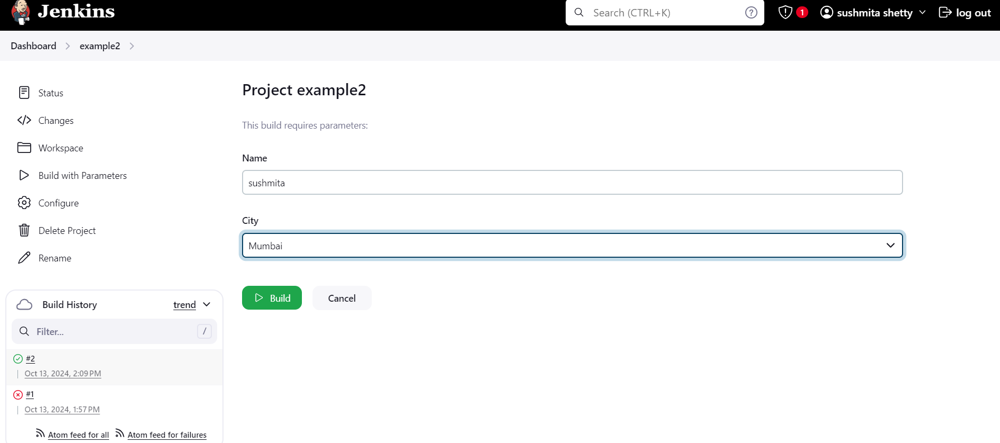 Jenkins
Search (CTRL+K)
?
1
sushmita shetty
log out
Dashboard
example2
Status
Changes
Workspace
Build with Parameters
Configure
Delete Project
Rename
Build History
trend
Filter...
/
#2
Oct 13, 2024, 2:09 PM
#1
Oct 13, 2024, 1:57 PM
Atom feed for all
Atom feed for failures
Project example2
This build requires parameters:
Name
sushmita
City
Mumbai
Build
Cancel